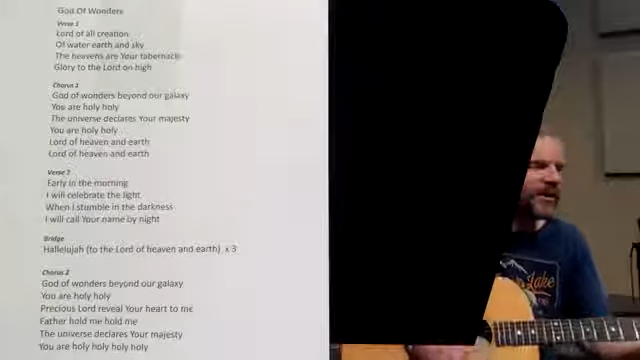 God Of Wonders
Verse 1
Lord of all creation
Of water earth and sky
The heavens are Your tabernacle
Glory to the Lord on high
Chorus 1
God of wonders beyond our galaxy
You are holy holy
The universe declares Your majesty
You are holy holy
Lord of heaven and earth
Lord of heaven and earth
Verse 2
Early in the morning
I will celebrate the light
When I stumble in the darkness
I will call Your name by night
Bridge
Hallelujah (to the Lord of heaven and earth) x 3
Chorus 2
God of wonders beyond our galaxy
You are holy holy
Precious Lord reveal Your heart to me
Father hold me hold me
The universe declares Your majesty
You are holy holy holy holy
Lake